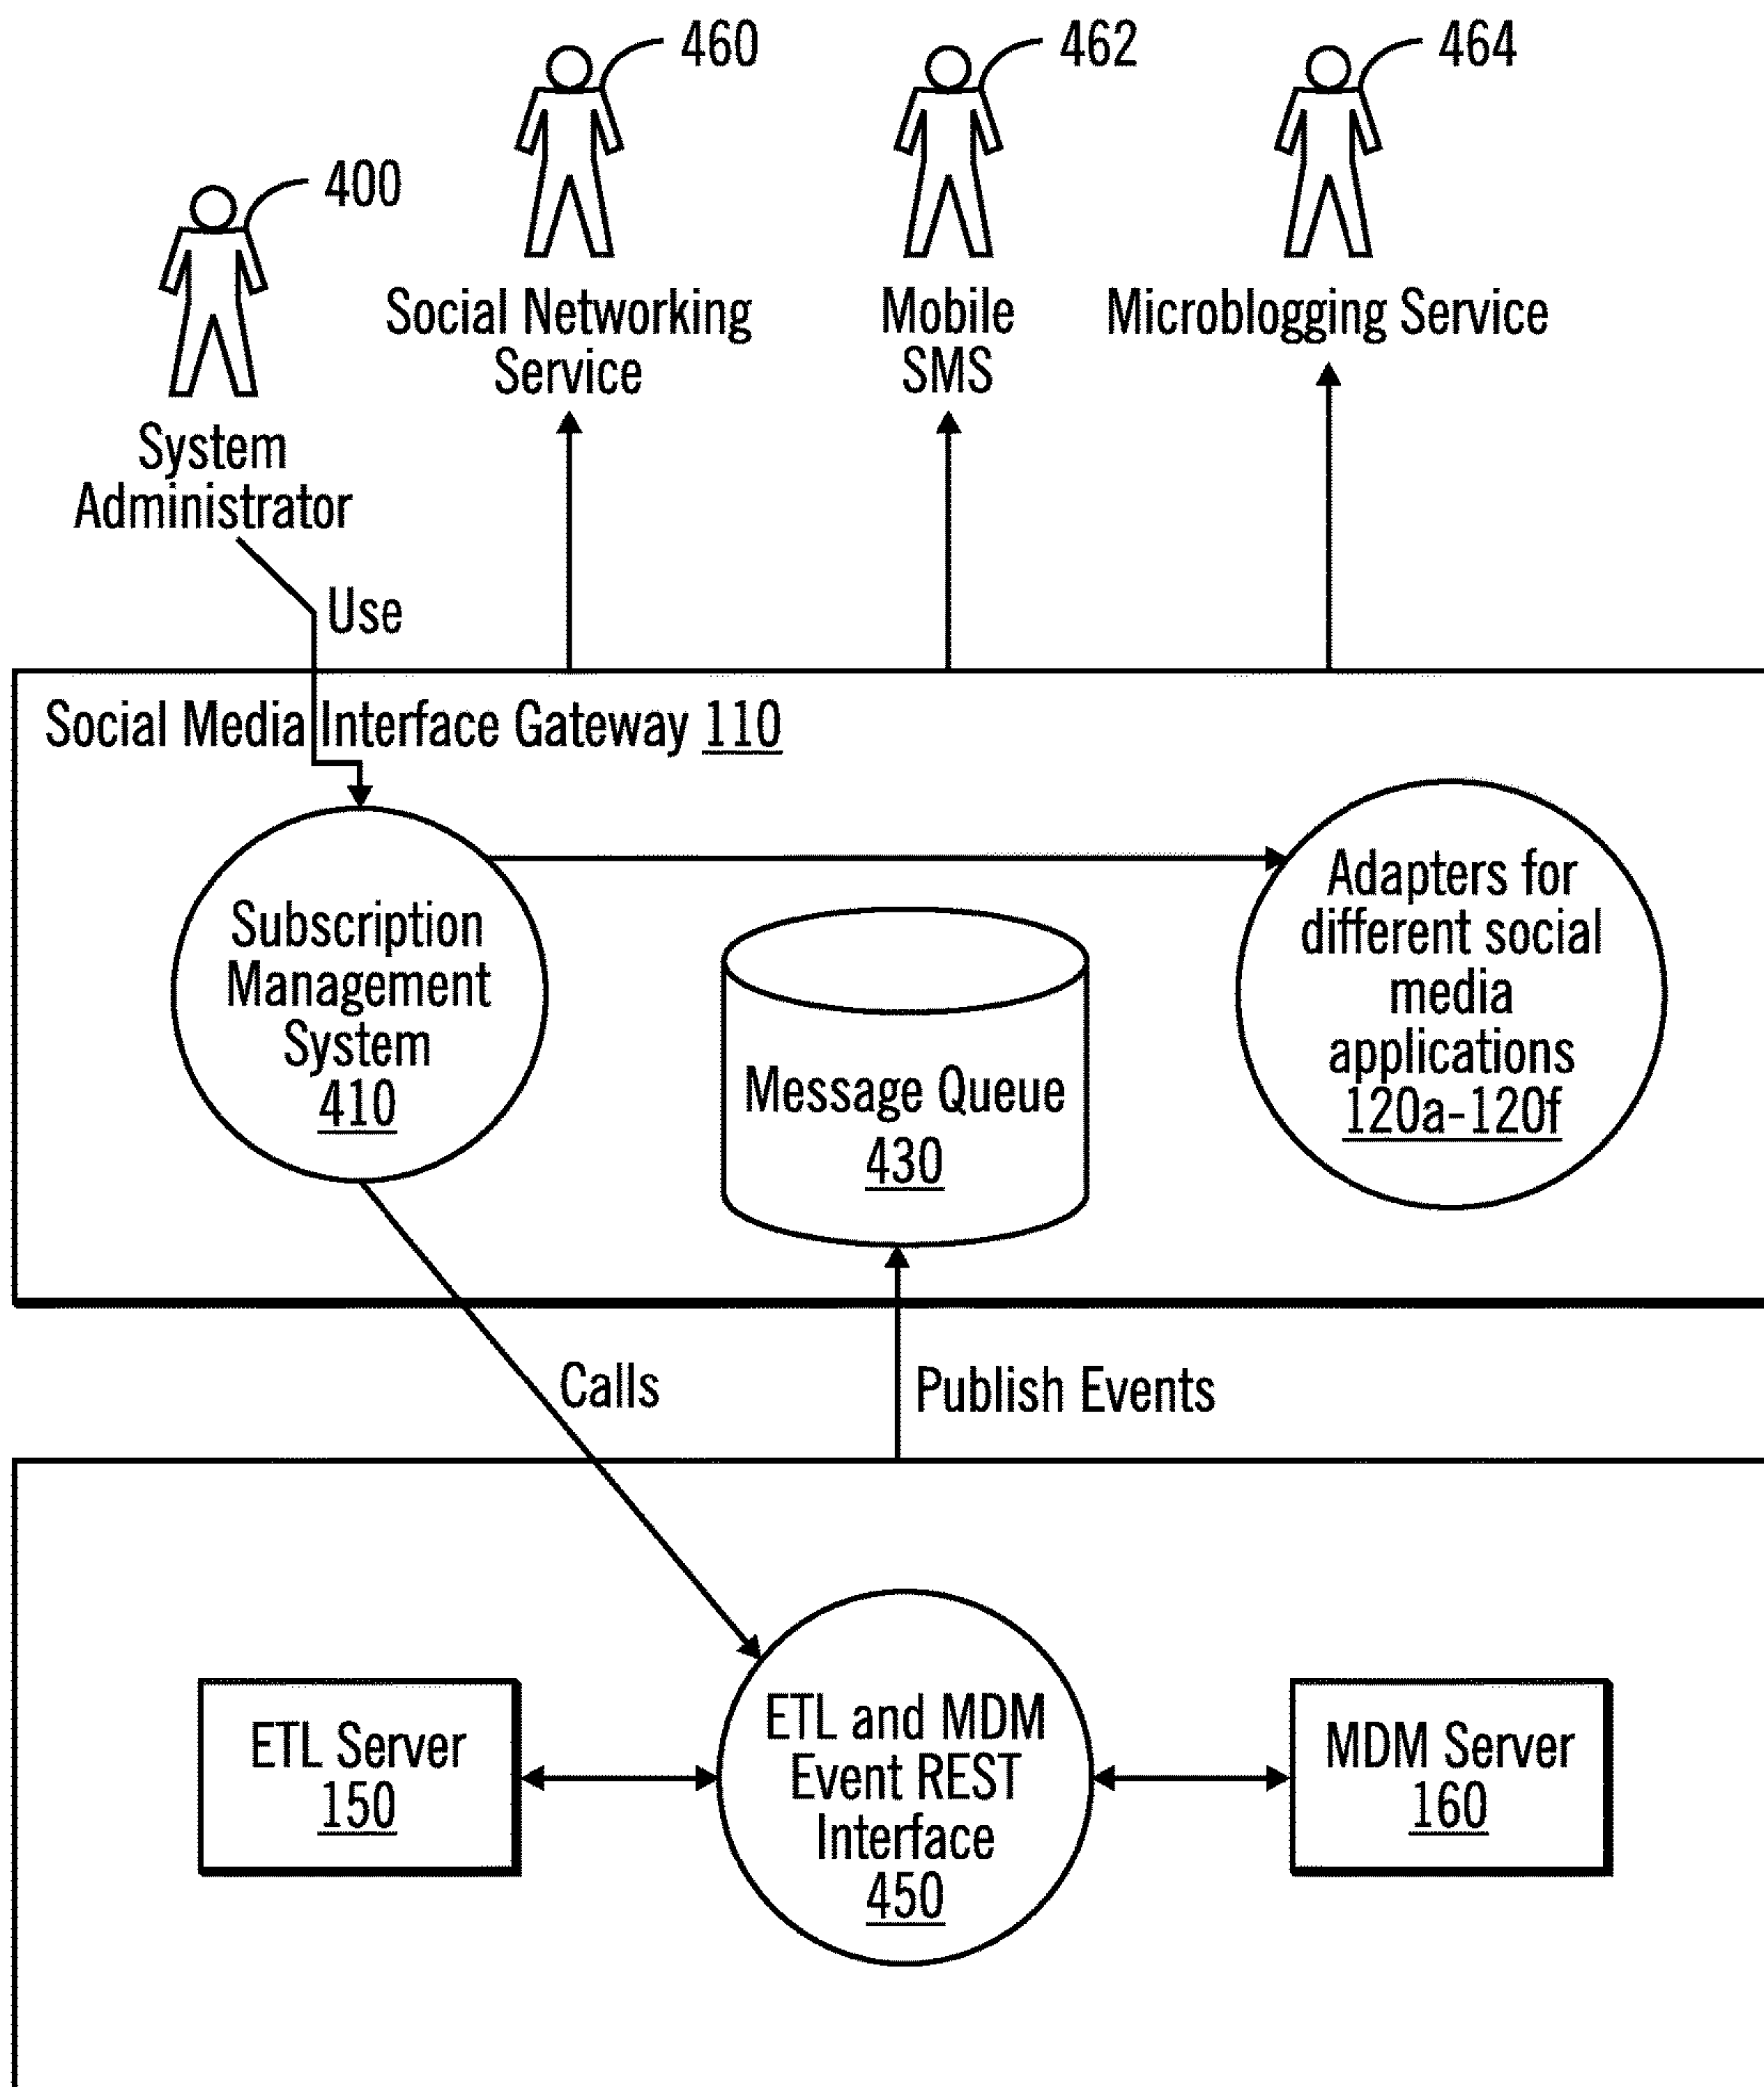 460
462
464
400
Social Networking
Service
Mobile
SMS
Microblogging Service
System
Administrator
Use
Social Media Interface Gateway 110
Subscription
Management
System
410
Message Queue
430
Adapters for
different social
media
applications
120a-120f
Calls
Publish Events
ETL Server
150
ETL and MDM
Event REST
Interface
450
MDM Server
160